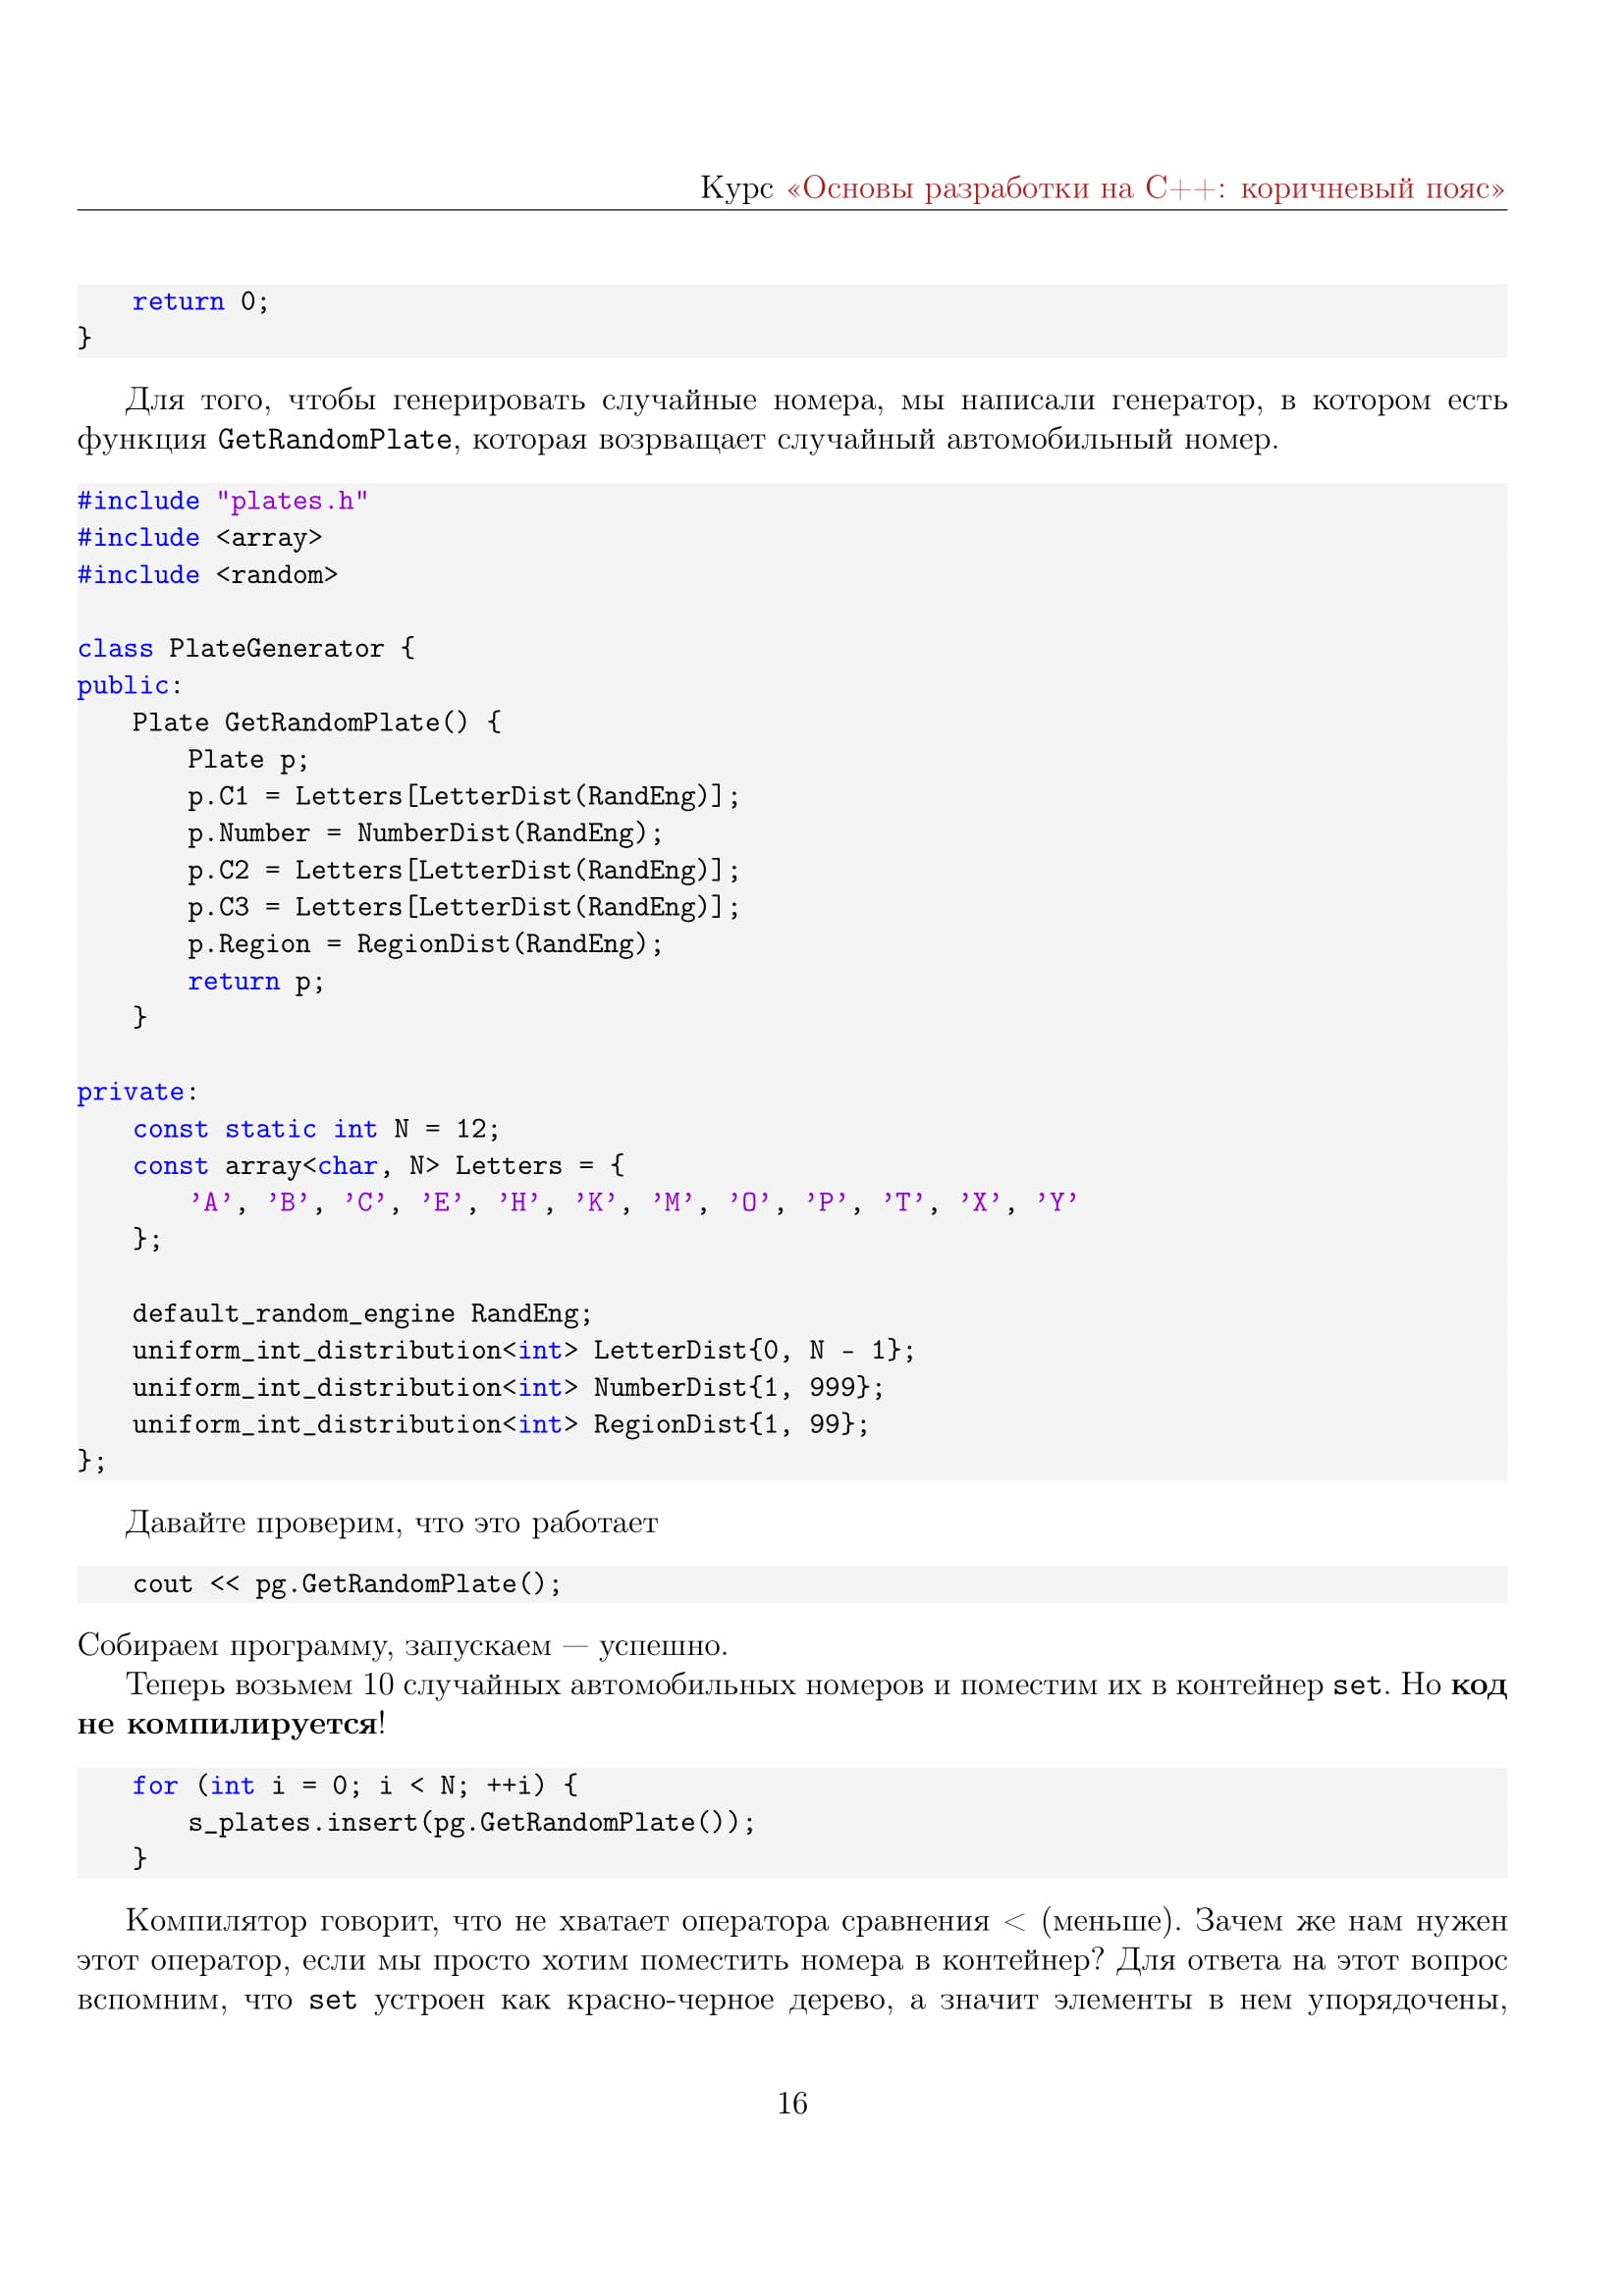 Курс «Основы разработки на C++: коричневый пояс»
return 0;
}
Для того, чтобы генерировать случайные номера, мы написали генератор, в котором есть
функция GetRandomPlate, которая возрващает случайный автомобильный номер.
#include "plates.h"
#include <array>
#include <random>
class PlateGenerator {
public:
Plate GetRandomPlate() {
Plate p;
p.C1 = Letters[LetterDist(RandEng)];
p.Number = NumberDist(RandEng);
p.C2 = Letters[LetterDist(RandEng)];
p.C3 = Letters[LetterDist(RandEng)];
p.Region = RegionDist(RandEng);
return p;
}
private:
const static int N = 12;
const array<char, N> Letters = {
’A’, ’B’, ’C’, ’E’, ’H’, ’K’, ’M’, ’O’, ’P’, ’T’, ’X’, ’Y’
};
default_random_engine RandEng;
uniform_int_distribution<int> LetterDist{0, N - 1};
uniform_int_distribution<int> NumberDist{1, 999};
uniform_int_distribution<int> RegionDist{1, 99};
};
Давайте проверим, что это работает
cout << pg.GetRandomPlate();
Собираем программу, запускаем — успешно.
Теперь возьмем 10 случайных автомобильных номеров и поместим их в контейнер set. Но код
не компилируется!
for (int i = 0; i < N; ++i) {
s_plates.insert(pg.GetRandomPlate());
}
Компилятор говорит, что не хватает оператора сравнения < (меньше). Зачем же нам нужен
этот оператор, если мы просто хотим поместить номера в контейнер? Для ответа на этот вопрос
вспомним, что set устроен как красно-черное дерево, а значит элементы в нем упорядочены,
16